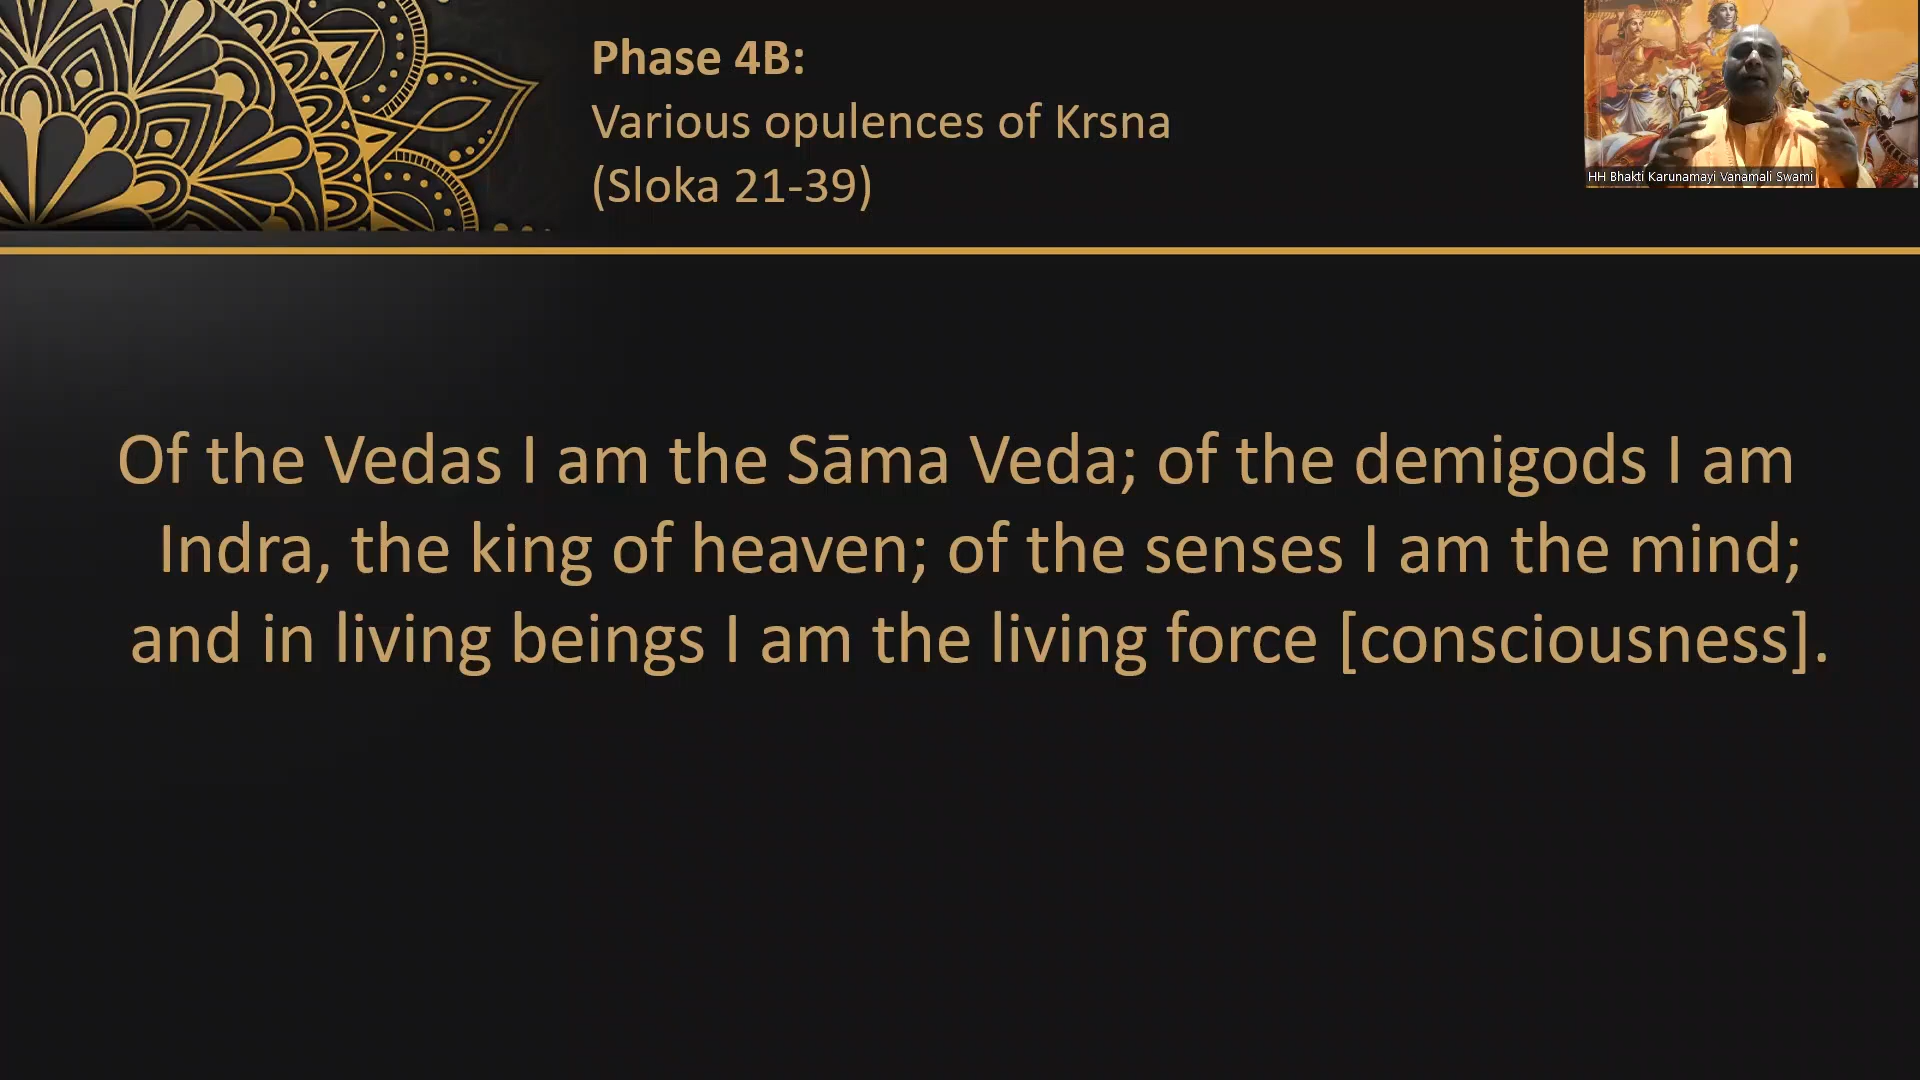 Phase 4B:
Various opulences of Krsna
(Sloka 21-39)
HH Bhakti Karunamayi Vanamali Swami
Of the Vedas I am the Sāma Veda; of the demigods I am
Indra, the king of heaven; of the senses I am the mind;
and in living beings I am the living force [consciousness].